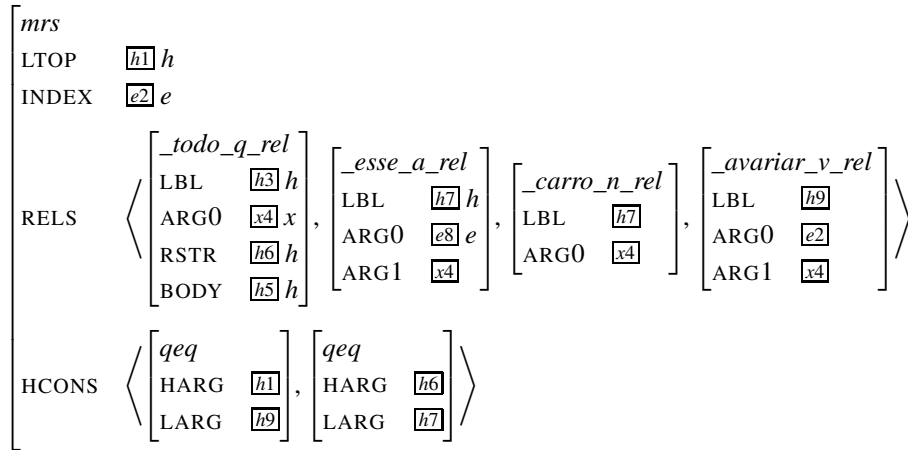 mrs
LTOP h1 h
INDEX e2 e
RELS ⟨ [ _todo_q_rel LBL h3 h ARG0 x4 x RSTR h6 h BODY h5 h ] , [ _esse_a_rel LBL h7 h ARG0 e8 e ARG1 x4 ] , [ _carro_n_rel LBL h7 ARG0 x4 ] , [ _avariar_v_rel LBL h9 ARG0 e2 ARG1 x4 ] ⟩
HCONS ⟨ [ qeq HARG h1 LARG h9 ] , [ qeq HARG h6 LARG h7 ] ⟩